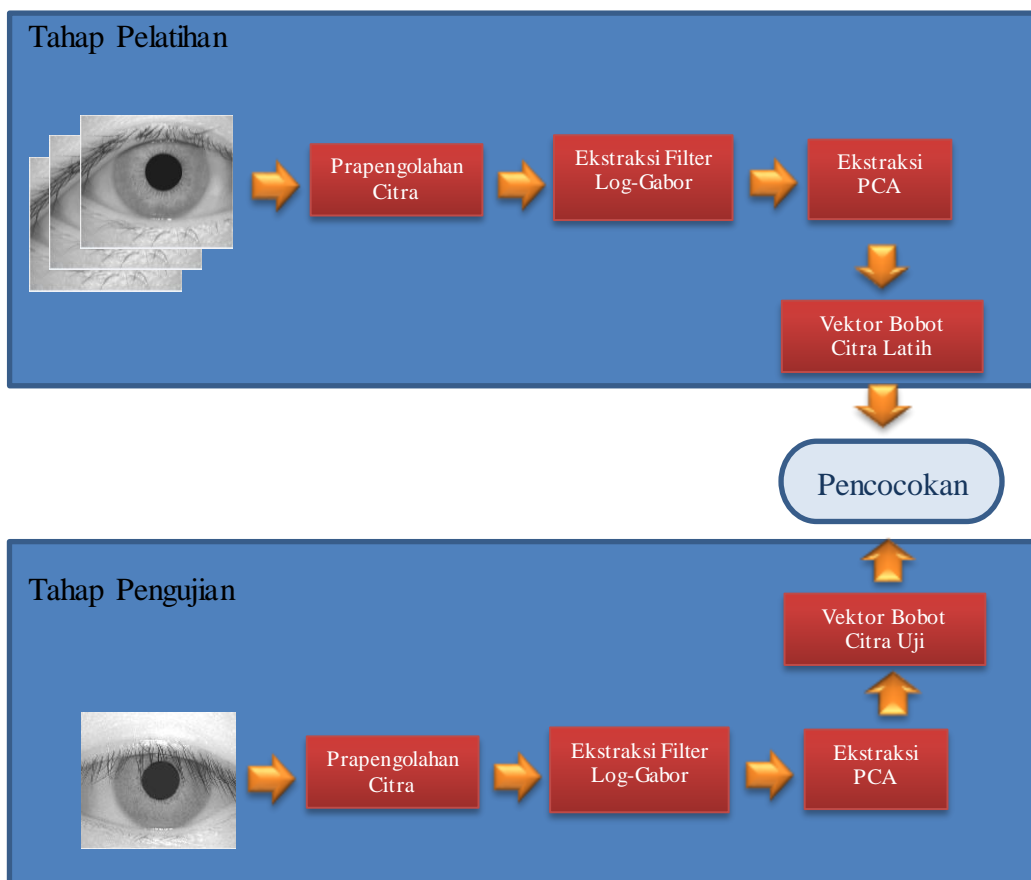 Tahap Pelatihan
Prapengolahan
Citra
Ekstraksi Filter
Log-Gabor
Ekstraksi
PCA
Vektor Bobot
Citra Latih
Pencocokan
Tahap Pengujian
Vektor Bobot
Citra Uji
Prapengolahan
Citra
Ekstraksi Filter
Log-Gabor
Ekstraksi
PCA